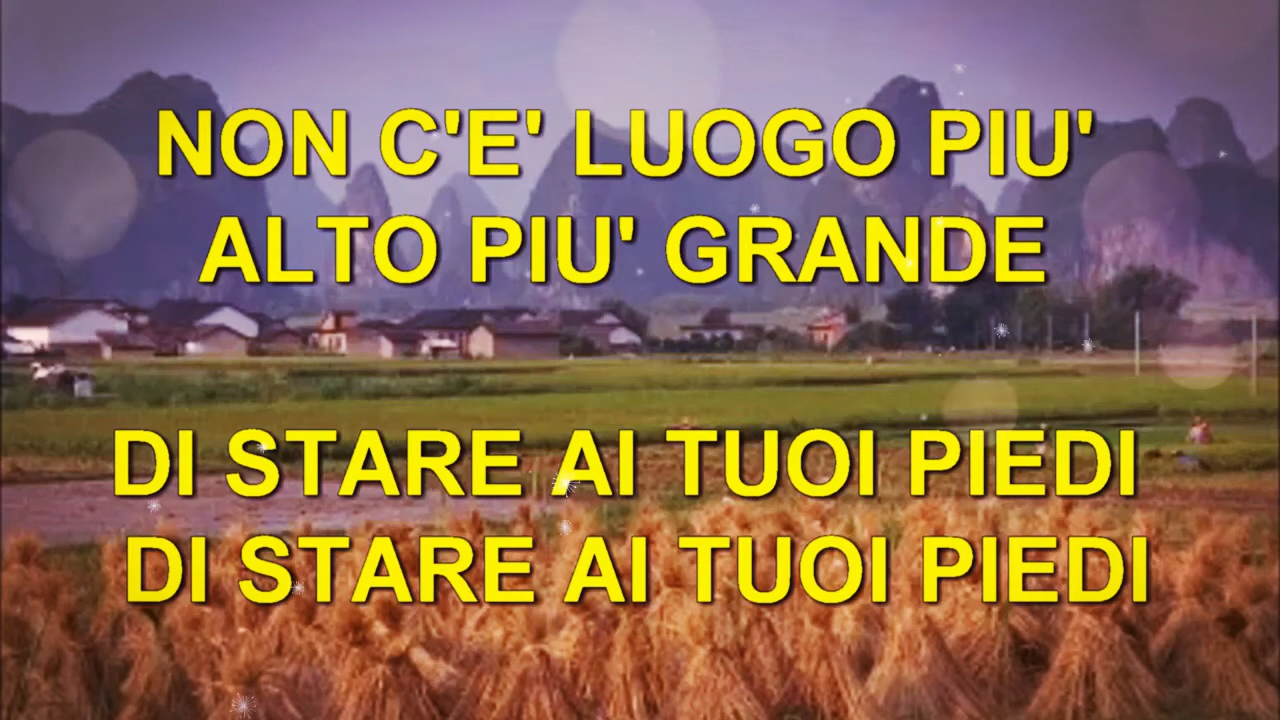 NON C'E' LUOGO PIU'
ALTO PIU' GRANDE
DI STARE AI TUOI PIEDI
DI STARE AI TUOI PIEDI